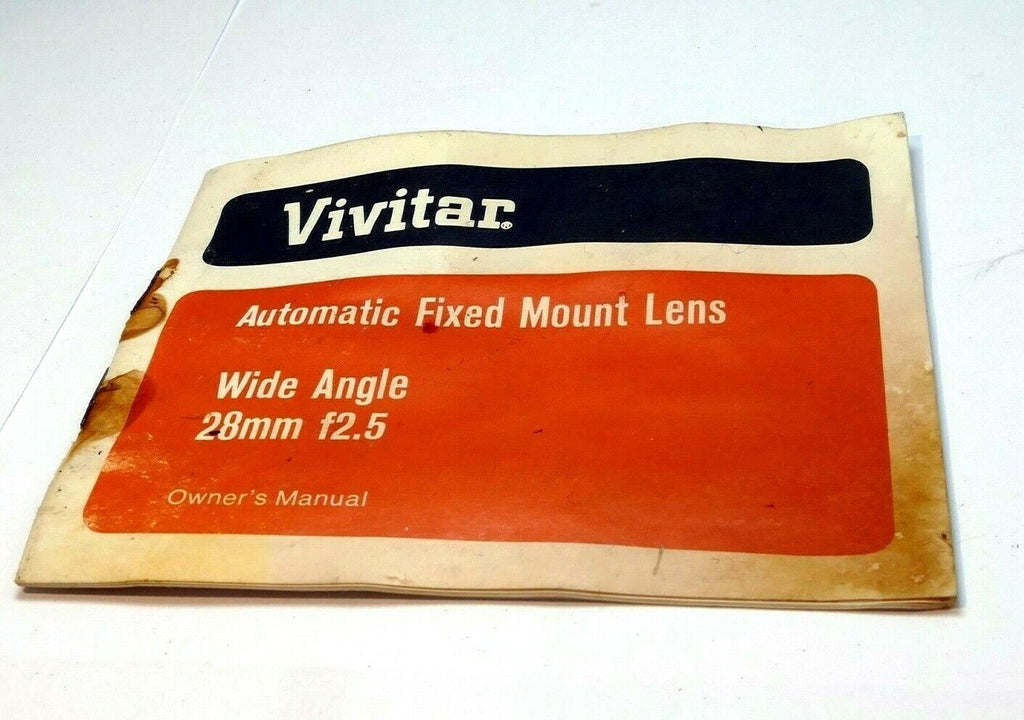 Vivitar®
Automatic Fixed Mount Lens
Wide Angle
28mm f2.5
Owner's Manual